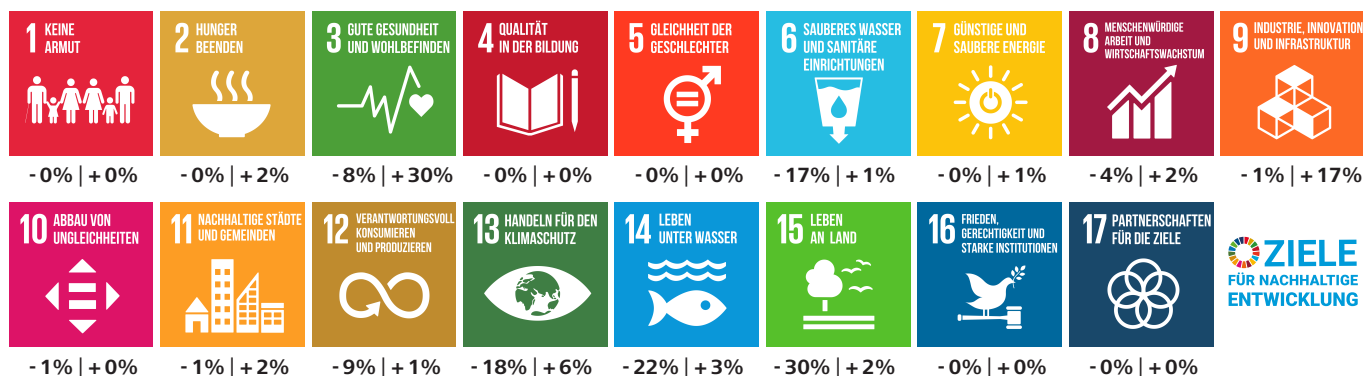 1 KEINE
ARMUT
2 HUNGER
BEENDEN
3 GUTE GESUNDHEIT
UND WOHLBEFINDEN
4 QUALITÄT
IN DER BILDUNG
5 GLEICHHEIT DER
GESCHLECHTER
6 SAUBERES WASSER
UND SANITÄRE
EINRICHTUNGEN
7 GÜNSTIGE UND
SAUBERE ENERGIE
8 MENSCHENWÜRDIGE
ARBEIT UND
WIRTSCHAFTSWACHSTUM
9 INDUSTRIE, INNOVATION
UND INFRASTRUKTUR
-0% | +0%
-0% | +2%
-8% | +30%
-0% | +0%
-0% | +0%
-17% | +1%
-0% | +1%
-4% | +2%
-1% | +17%
10 ABBAU VON
UNGLEICHHEITEN
11 NACHHALTIGE STÄDTE
UND GEMEINDEN
12 VERANTWORTUNGSVOLL
KONSUMIEREN
UND PRODUZIEREN
13 HANDELN FÜR DEN
KLIMASCHUTZ
14 LEBEN
UNTER WASSER
15 LEBEN
AN LAND
16 FRIEDEN,
GERECHTIGKEIT UND
STARKE INSTITUTIONEN
17 PARTNERSCHAFTEN
FÜR DIE ZIELE
ZIELE
FÜR NACHHALTIGE
ENTWICKLUNG
-1% | +0%
-1% | +2%
-9% | +1%
-18% | +6%
-22% | +3%
-30% | +2%
-0% | +0%
-0% | +0%